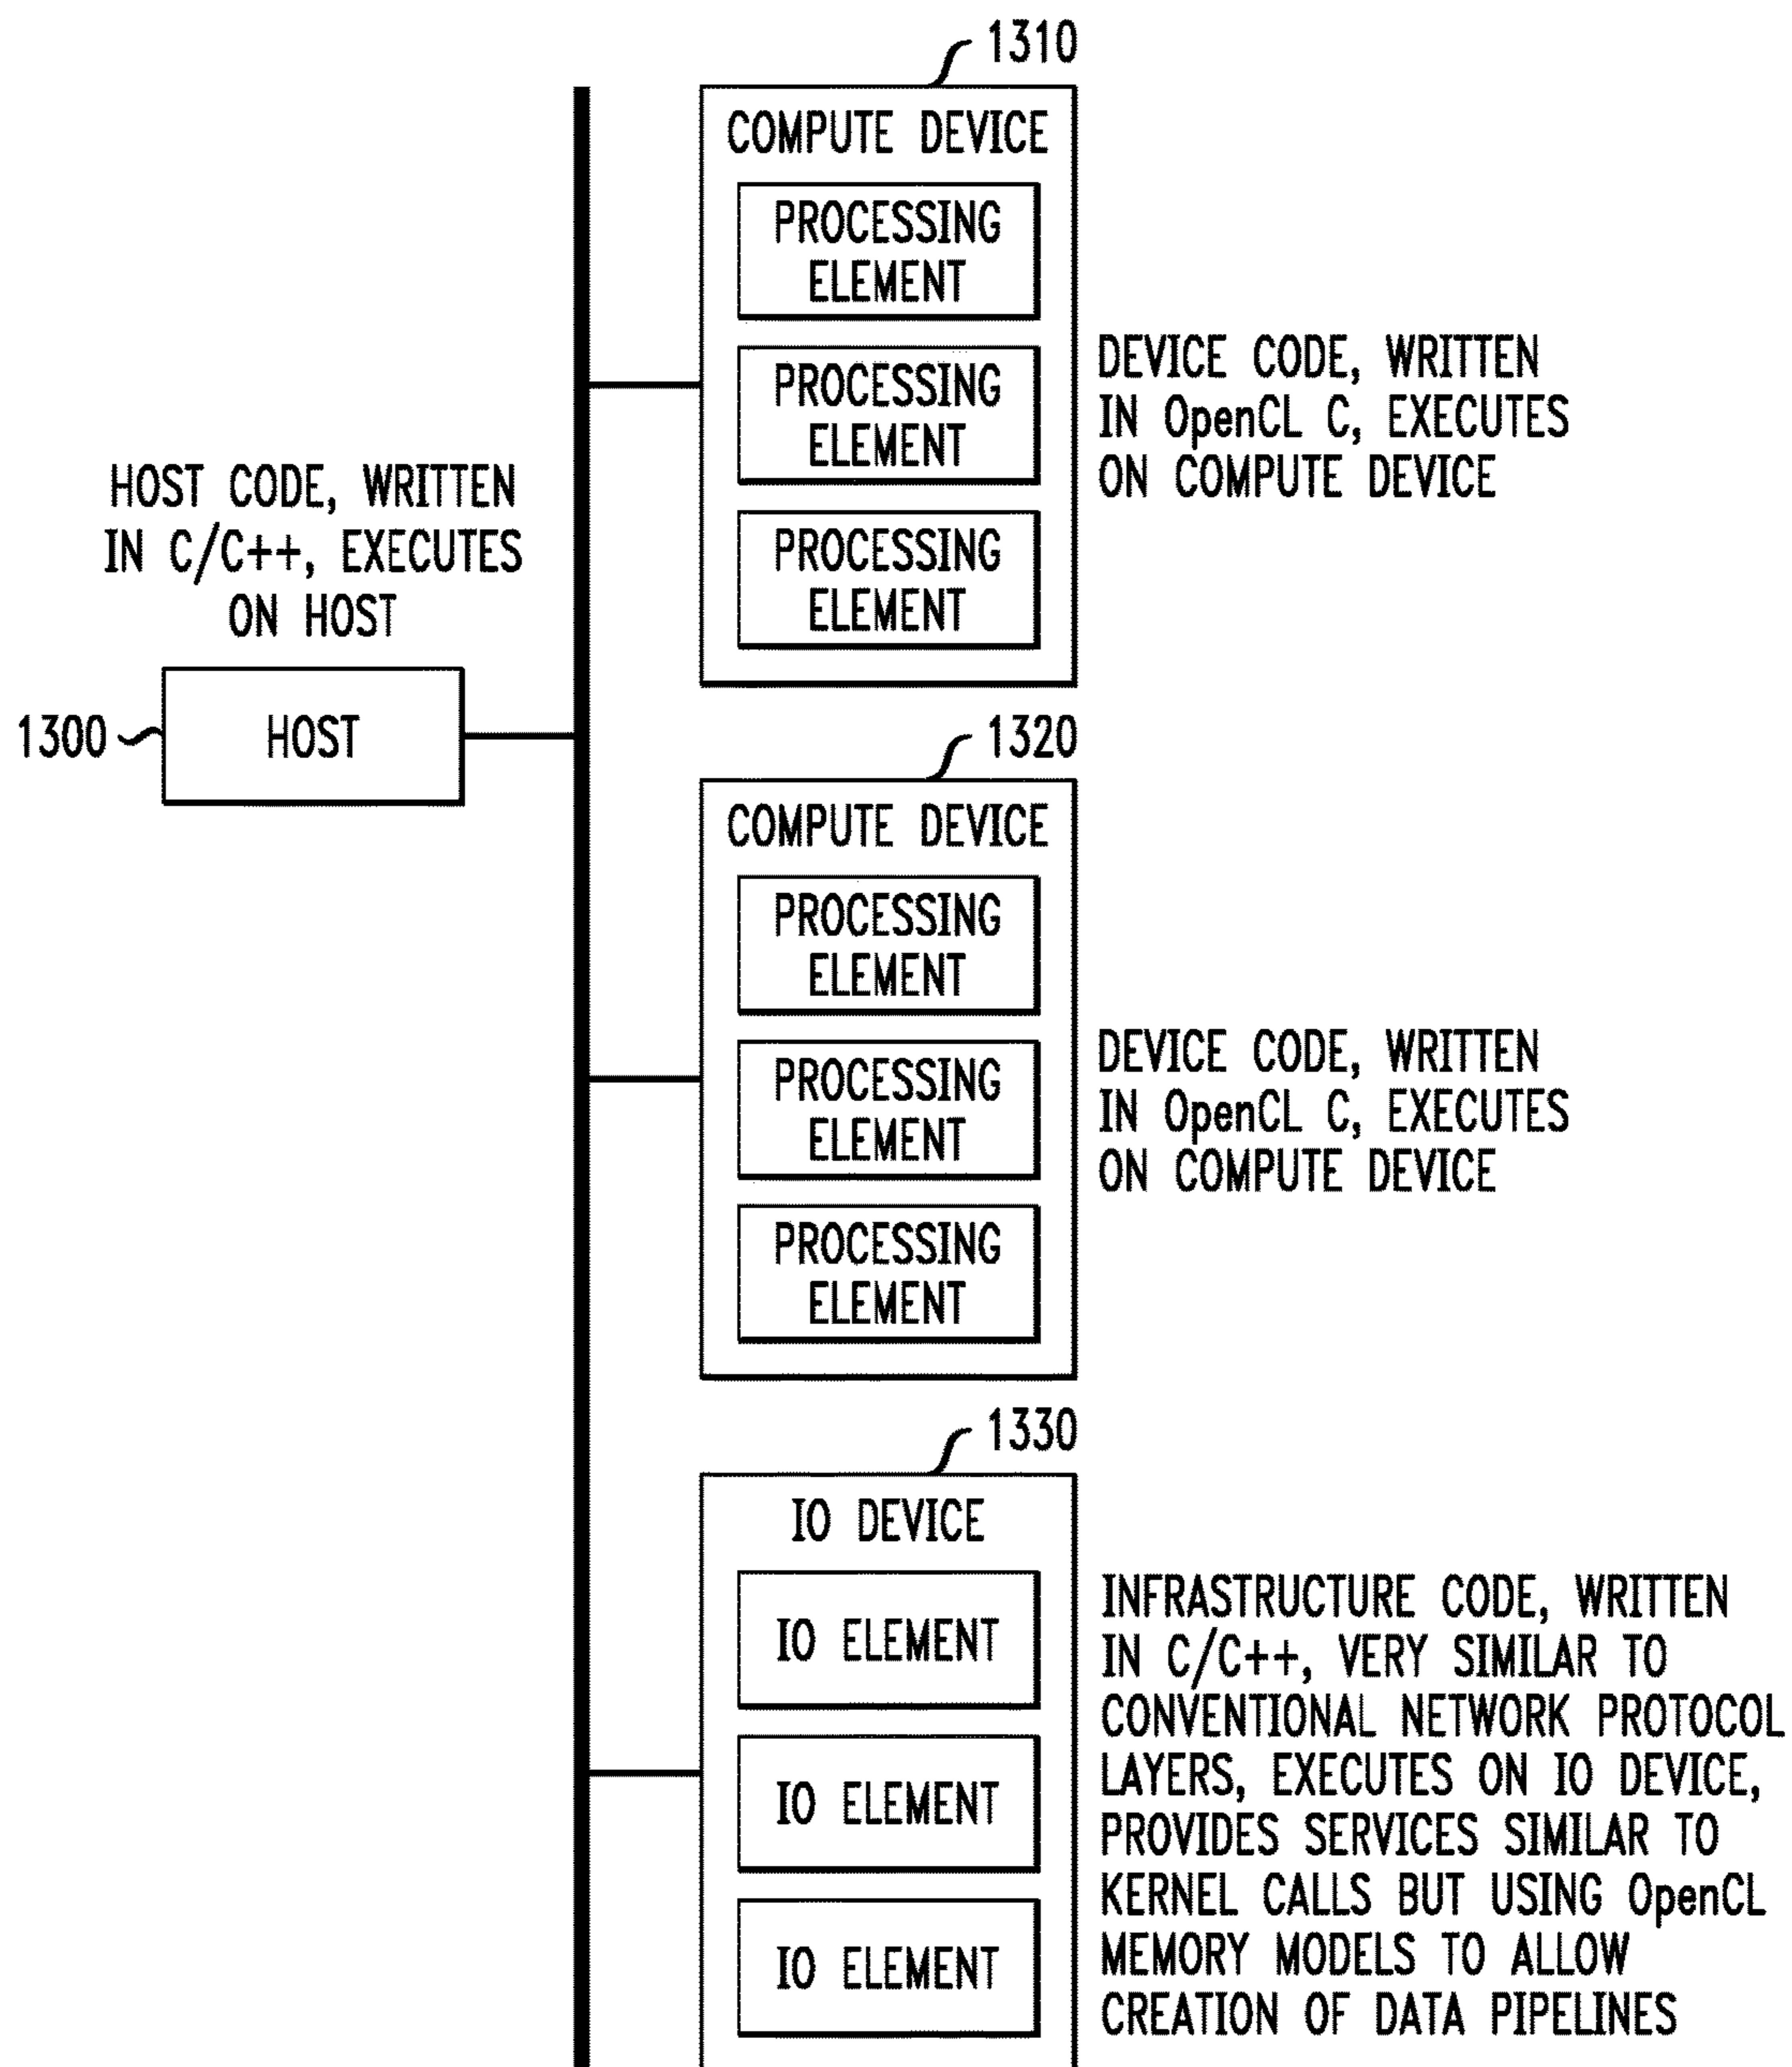 1310
COMPUTE DEVICE
PROCESSING
ELEMENT
PROCESSING
ELEMENT
PROCESSING
ELEMENT
DEVICE CODE, WRITTEN
IN OpenCL C, EXECUTES
ON COMPUTE DEVICE
HOST CODE, WRITTEN
IN C/C++, EXECUTES
ON HOST
1300
HOST
1320
COMPUTE DEVICE
PROCESSING
ELEMENT
PROCESSING
ELEMENT
PROCESSING
ELEMENT
DEVICE CODE, WRITTEN
IN OpenCL C, EXECUTES
ON COMPUTE DEVICE
1330
IO DEVICE
IO ELEMENT
IO ELEMENT
IO ELEMENT
INFRASTRUCTURE CODE, WRITTEN
IN C/C++, VERY SIMILAR TO
CONVENTIONAL NETWORK PROTOCOL
LAYERS, EXECUTES ON IO DEVICE,
PROVIDES SERVICES SIMILAR TO
KERNEL CALLS BUT USING OpenCL
MEMORY MODELS TO ALLOW
CREATION OF DATA PIPELINES